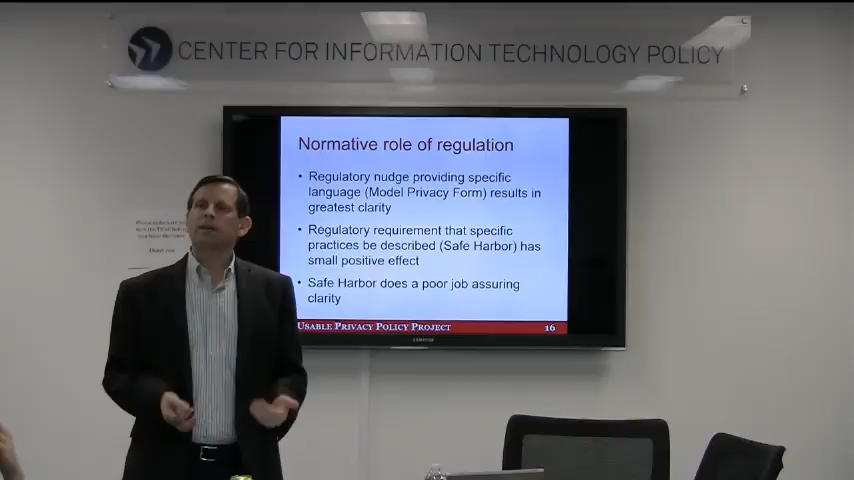 CENTER FOR INFORMATION TECHNOLOGY POLICY
Normative role of regulation
• Regulatory nudge providing specific
language (Model Privacy Form) results in
greatest clarity
• Regulatory requirement that specific
practices be described (Safe Harbor) has
small positive effect
• Safe Harbor does a poor job assuring
clarity
USABLE PRIVACY POLICY PROJECT 16
SAMSUNG